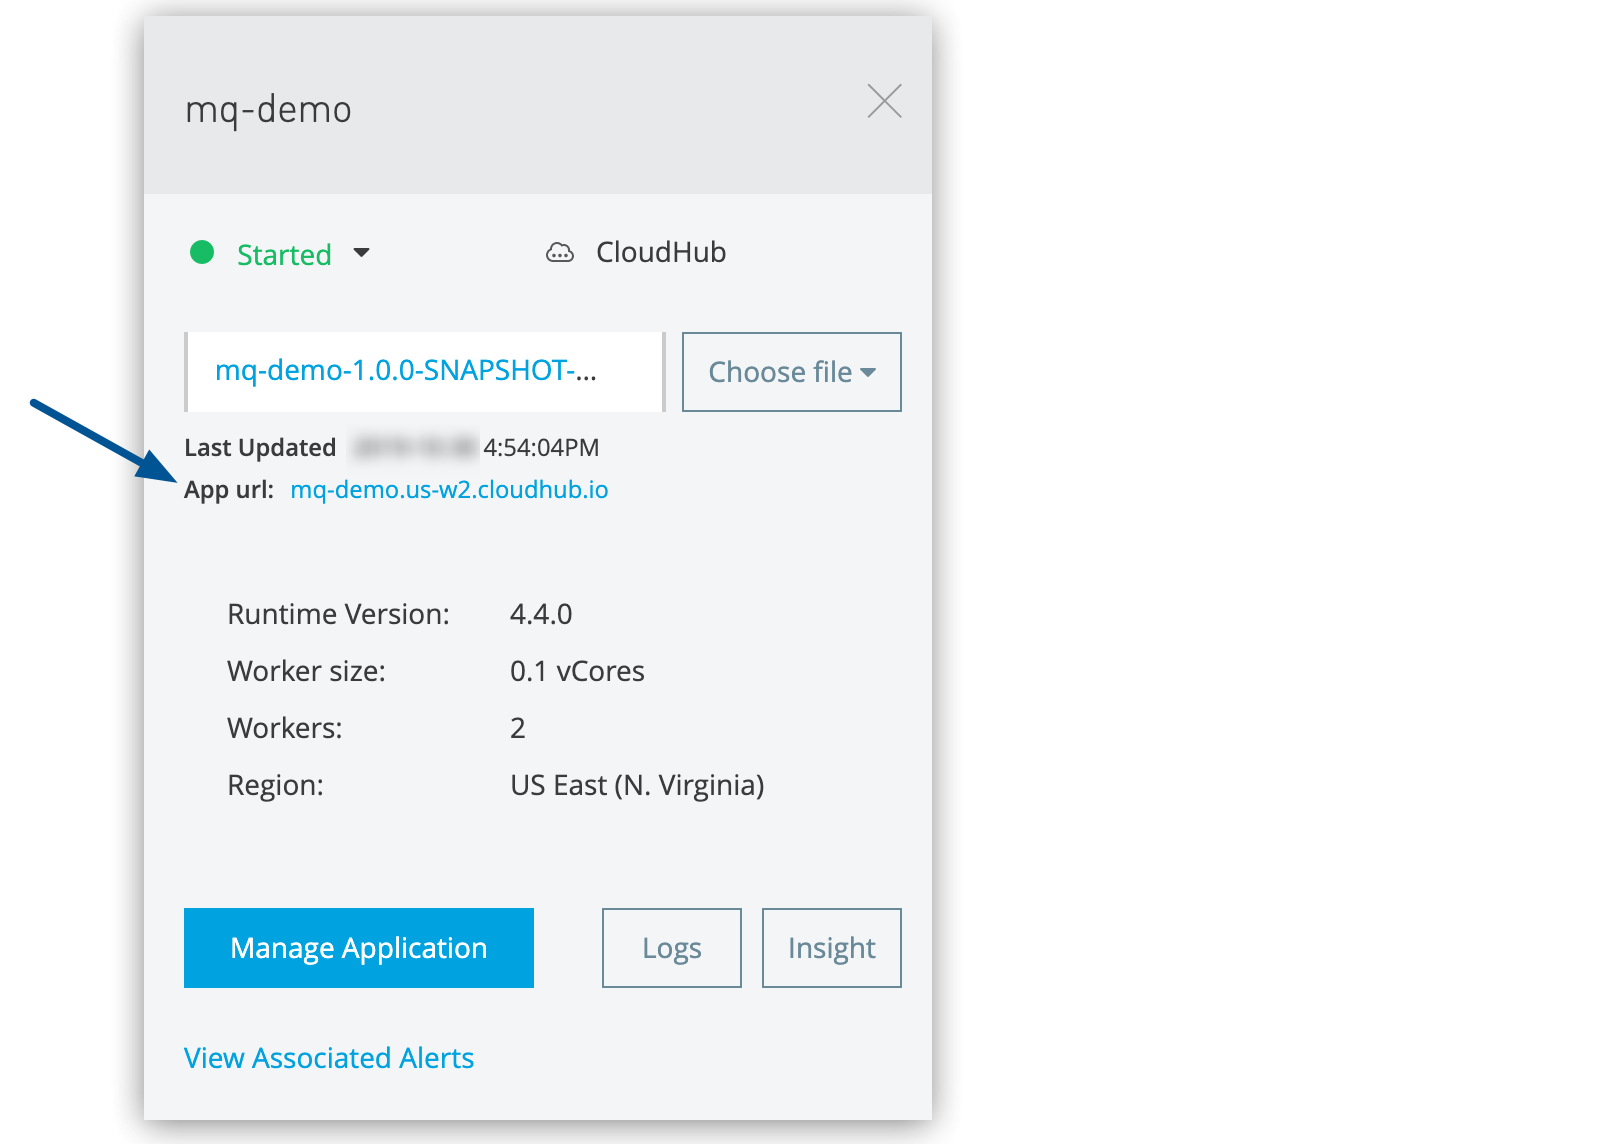 mq-demo
Started CloudHub
mq-demo-1.0.0-SNAPSHOT-... Choose file
Last Updated 4:54:04PM
App url: mq-demo.us-w2.cloudhub.io
Runtime Version: 4.4.0
Worker size: 0.1 vCores
Workers: 2
Region: US East (N. Virginia)
Manage Application Logs Insight
View Associated Alerts